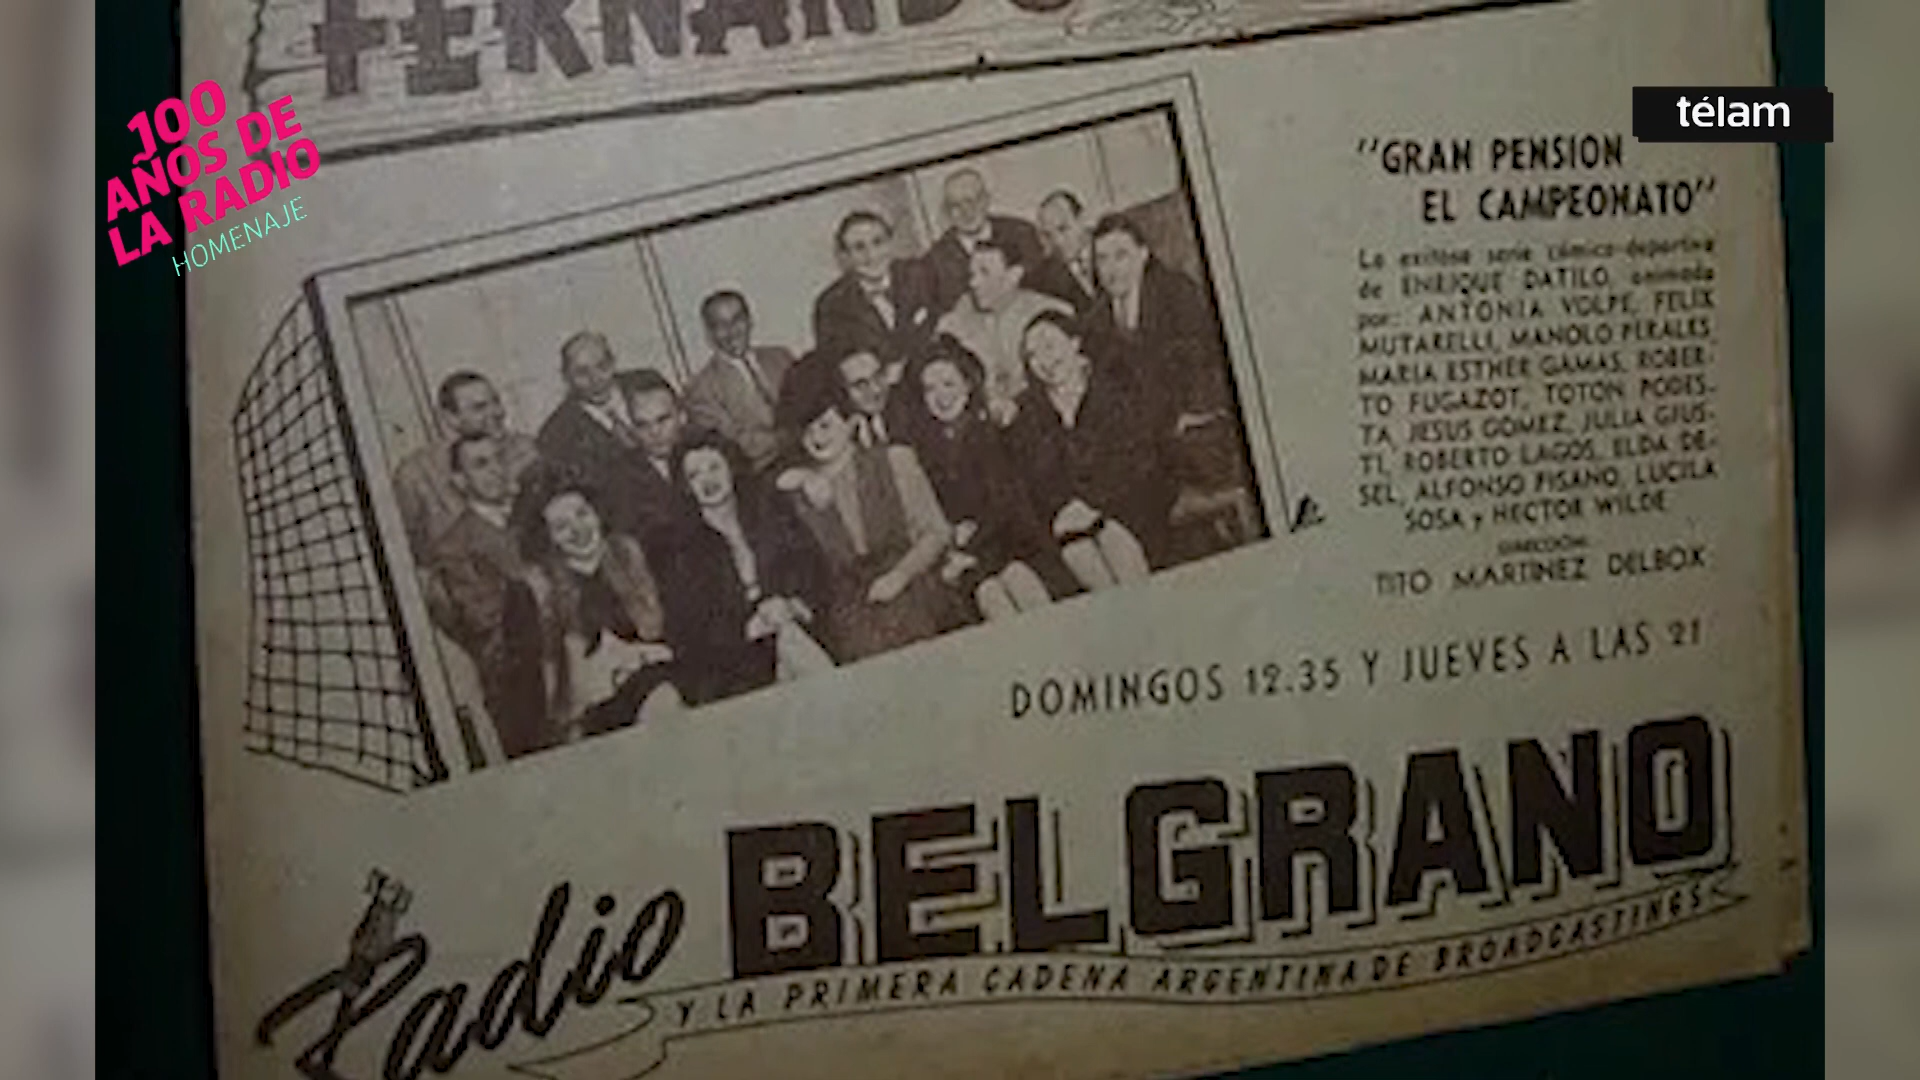 FERNANDO
100
AÑOS DE
LA RADIO
HOMENAJE
télam
"GRAN PENSION
EL CAMPEONATO"
La exitosa serie cómico-deportiva
de ENRIQUE DATILO, animada
por: ANTONIA VOLPE, FELIX
MUTARELLI, MANOLO PERALES,
MARIA ESTHER GAMAS, ROBER-
TO FUGAZOT, TOTON PODES-
TA, JESUS GOMEZ, JULIA GIUS-
TI, ROBERTO LAGOS, ELDA DE-
SEL, ALFONSO PISANO, LUCILA
SOSA y HECTOR WILDE
DIRECCION:
TITO MARTINEZ DELBOX
DOMINGOS 12.35 Y JUEVES A LAS 21
Radio BELGRANO
Y LA PRIMERA CADENA ARGENTINA DE BROADCASTINGS